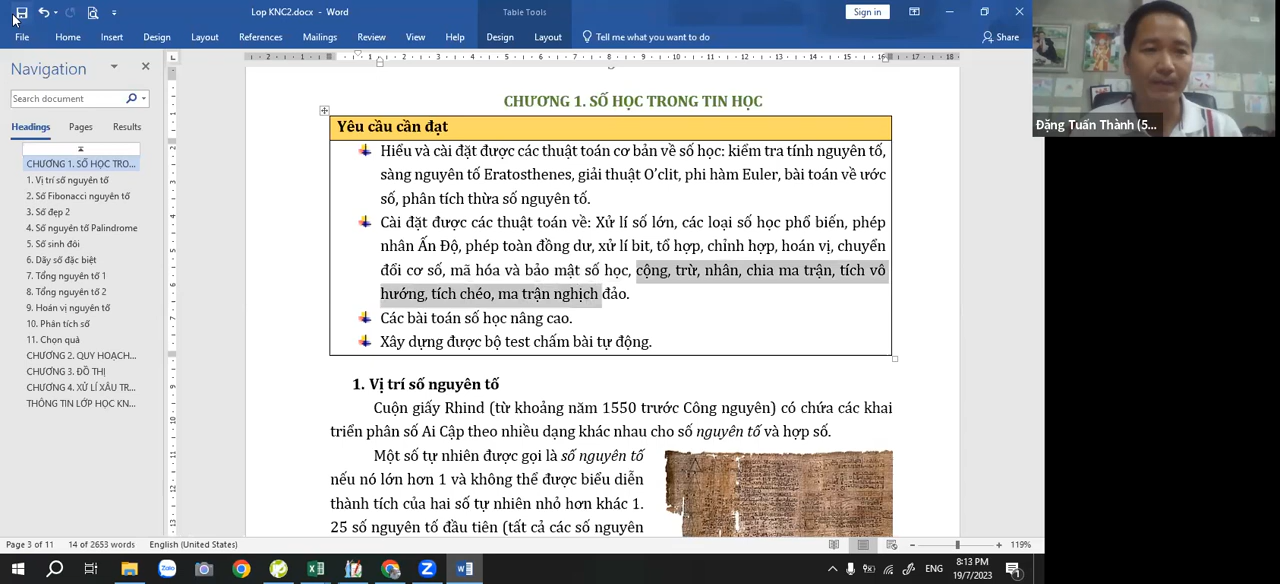 Lop KNC2.docx - Word
Table Tools
Sign in
File
Home
Insert
Design
Layout
References
Mailings
Review
View
Help
Design
Layout
Tell me what you want to do
Share
Navigation
Search document
Headings
Pages
Results
CHƯƠNG 1. SỐ HỌC TRO...
1. Vị trí số nguyên tố
2. Số Fibonacci nguyên tố
3. Số đẹp 2
4. Số nguyên tố Palindrome
5. Số sinh đôi
6. Dãy số đặc biệt
7. Tổng nguyên tố 1
8. Tổng nguyên tố 2
9. Hoán vị nguyên tố
10. Phân tích số
11. Chọn quà
CHƯƠNG 2. QUY HOẠCH...
CHƯƠNG 3. ĐỒ THỊ
CHƯƠNG 4. XỬ LÍ XÂU TR...
THÔNG TIN LỚP HỌC KN...
CHƯƠNG 1. SỐ HỌC TRONG TIN HỌC
Yêu cầu cần đạt
Hiểu và cài đặt được các thuật toán cơ bản về số học: kiểm tra tính nguyên tố,
sàng nguyên tố Eratosthenes, giải thuật O'clit, phi hàm Euler, bài toán về ước
số, phân tích thừa số nguyên tố.
Cài đặt được các thuật toán về: Xử lí số lớn, các loại số học phổ biến, phép
nhân Ấn Độ, phép toàn đồng dư, xử lí bit, tổ hợp, chỉnh hợp, hoán vị, chuyển
đổi cơ số, mã hóa và bảo mật số học, cộng, trừ, nhân, chia ma trận, tích vô
hướng, tích chéo, ma trận nghịch đảo.
Các bài toán số học nâng cao.
Xây dựng được bộ test chấm bài tự động.
1. Vị trí số nguyên tố
Cuộn giấy Rhind (từ khoảng năm 1550 trước Công nguyên) có chứa các khai
triển phân số Ai Cập theo nhiều dạng khác nhau cho số nguyên tố và hợp số.
Một số tự nhiên được gọi là số nguyên tố
nếu nó lớn hơn 1 và không thể được biểu diễn
thành tích của hai số tự nhiên nhỏ hơn khác 1.
25 số nguyên tố đầu tiên (tất cả các số nguyên
Đặng Tuấn Thành (5...
Page 3 of 11
14 of 2653 words
English (United States)
119%
Zalo
ENG
8:13 PM
19/7/2023